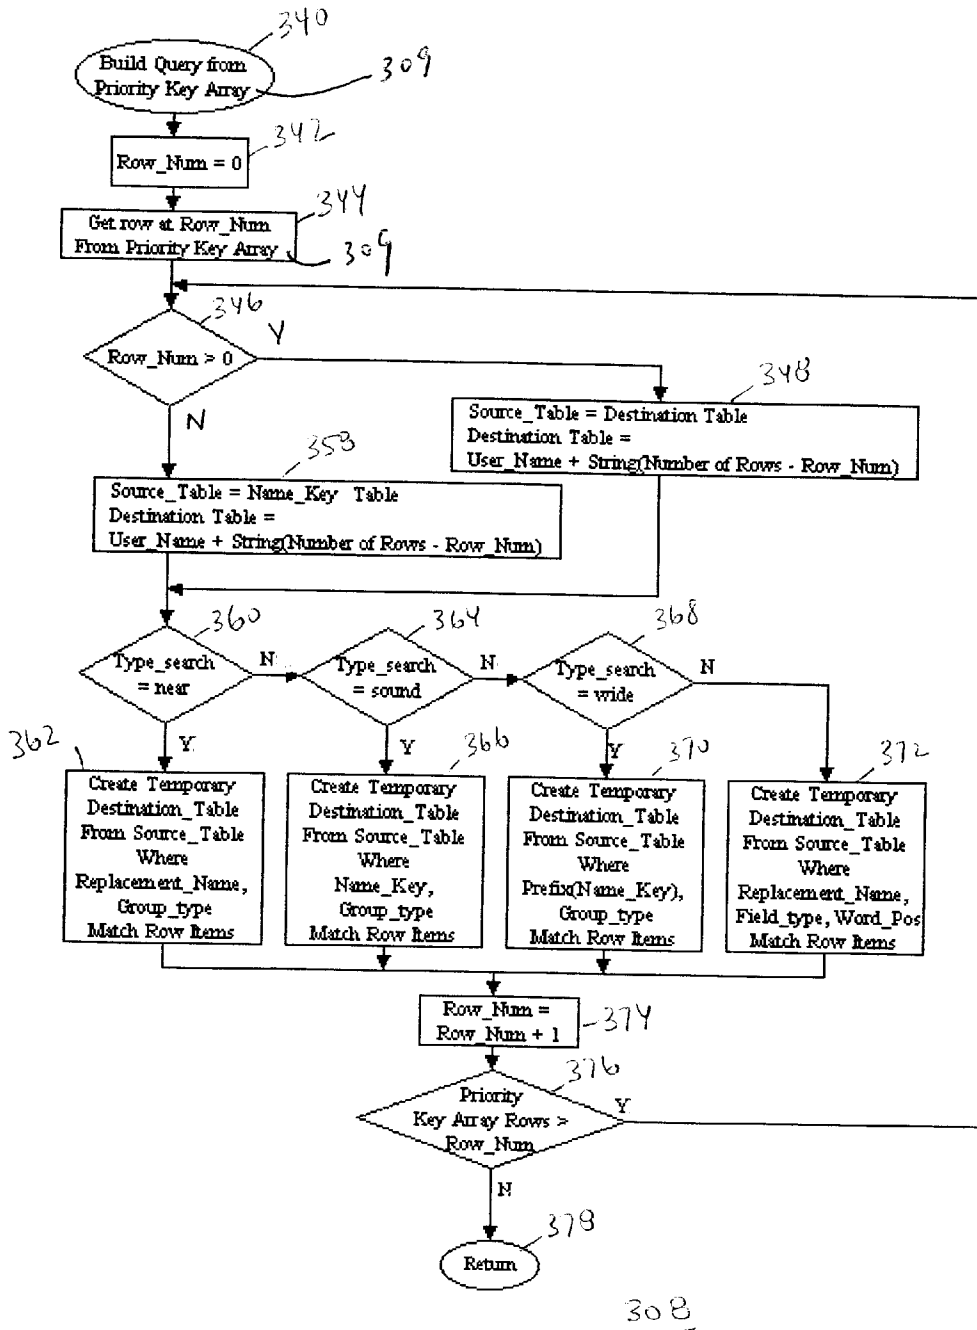 340
Build Query from
Priority Key Array
309
342
Row_Num = 0
344
Get row at Row_Num
From Priority Key Array
309
346
Row_Num > 0
Y
N
348
Source_Table = Destination Table
Destination Table =
User_Name + String(Number of Rows - Row_Num)
358
Source_Table = Name_Key Table
Destination Table =
User_Name + String(Number of Rows - Row_Num)
360
Type_search
= near
N
364
Type_search
= sound
N
368
Type_search
= wide
N
Y
Y
Y
362
Create Temporary
Destination_Table
From Source_Table
Where
Replacement_Name,
Group_type
Match Row Items
366
Create Temporary
Destination_Table
From Source_Table
Where
Name_Key,
Group_type
Match Row Items
370
Create Temporary
Destination_Table
From Source_Table
Where
Prefix(Name_Key),
Group_type
Match Row Items
372
Create Temporary
Destination_Table
From Source_Table
Where
Replacement_Name,
Field_type, Word_Pos
Match Row Items
Row_Num =
Row_Num + 1
374
376
Priority
Key Array Rows >
Row_Num
Y
N
378
Return
308